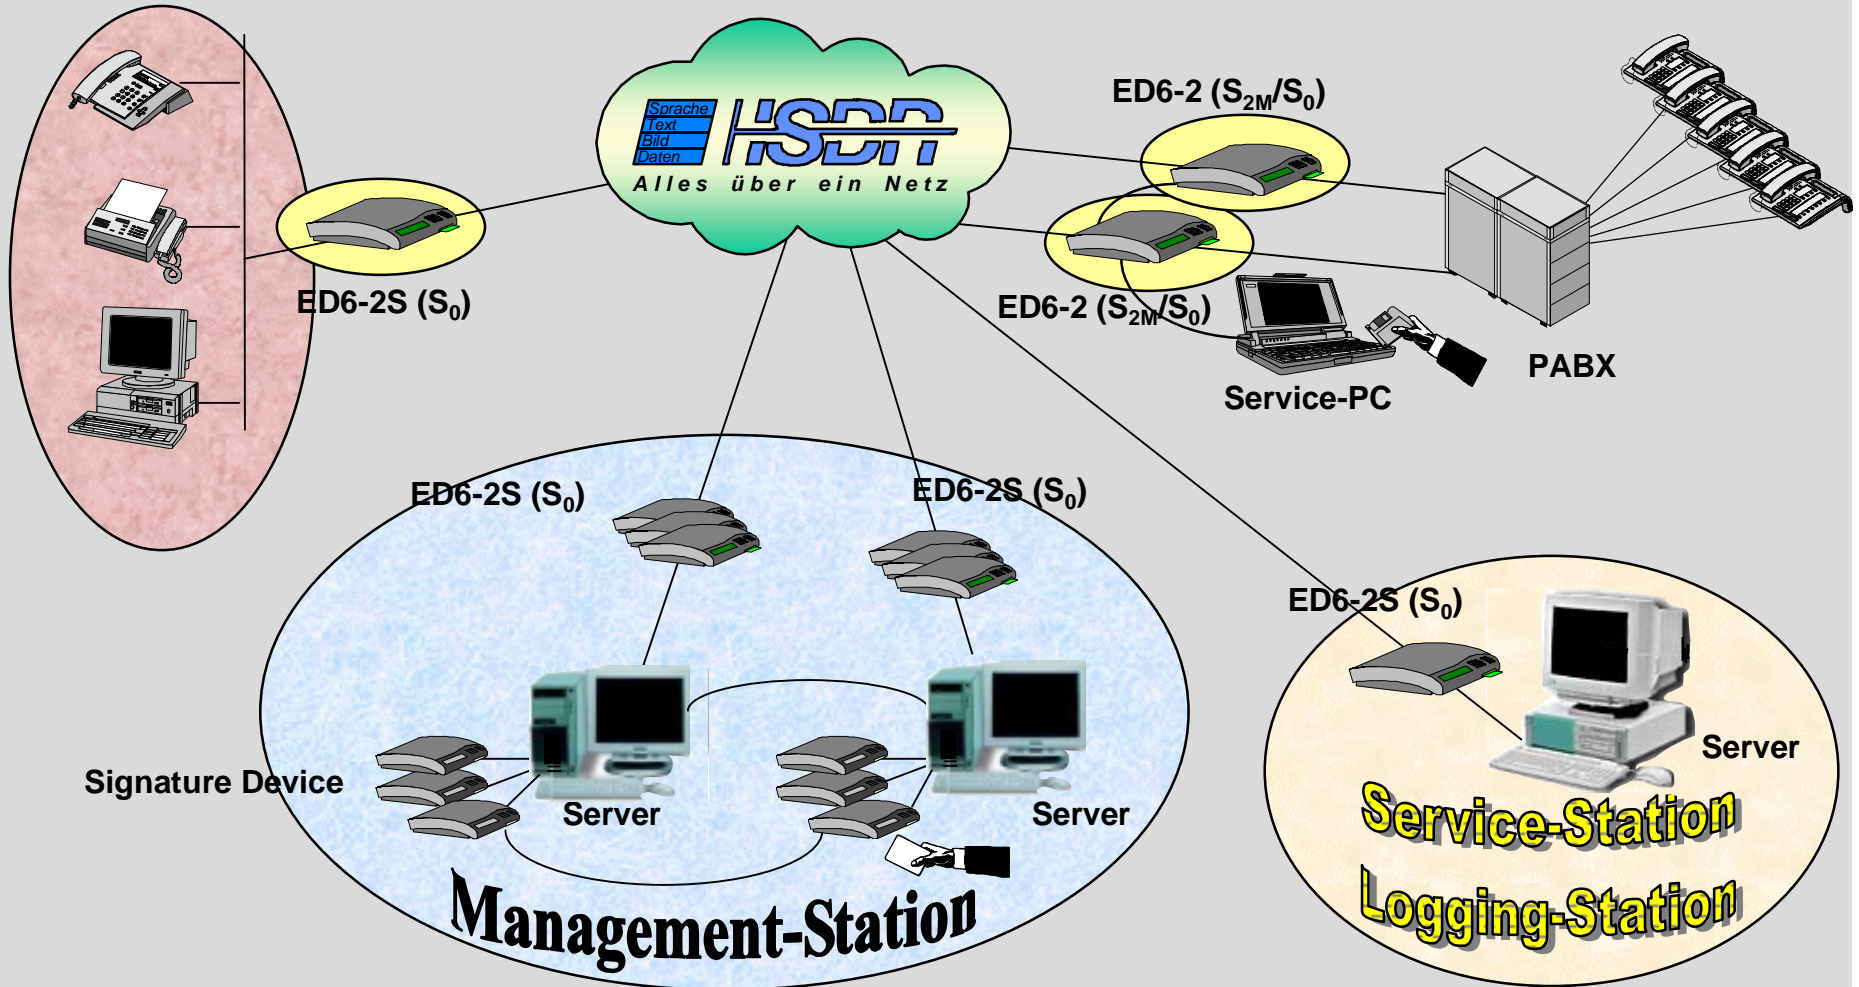 Sprache
Text
Bild
Daten
ISDN
Alles über ein Netz
ED6-2 (S2M/S0)
ED6-2S (S0)
ED6-2 (S2M/S0)
PABX
Service-PC
ED6-2S (S0)
ED6-2S (S0)
ED6-2S (S0)
Signature Device
Server
Server
Server
Service-Station
Logging-Station
Management-Station